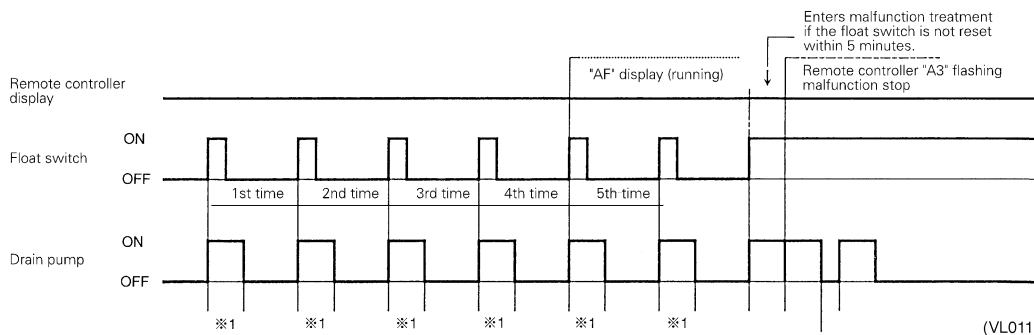 Enters malfunction treatment
if the float switch is not reset
within 5 minutes.
"AF" display (running)
Remote controller "A3" flashing
malfunction stop
Remote controller
display
ON
Float switch
OFF
1st time
2nd time
3rd time
4th time
5th time
ON
Drain pump
OFF
※1 ※1 ※1 ※1 ※1 ※1
(VL011